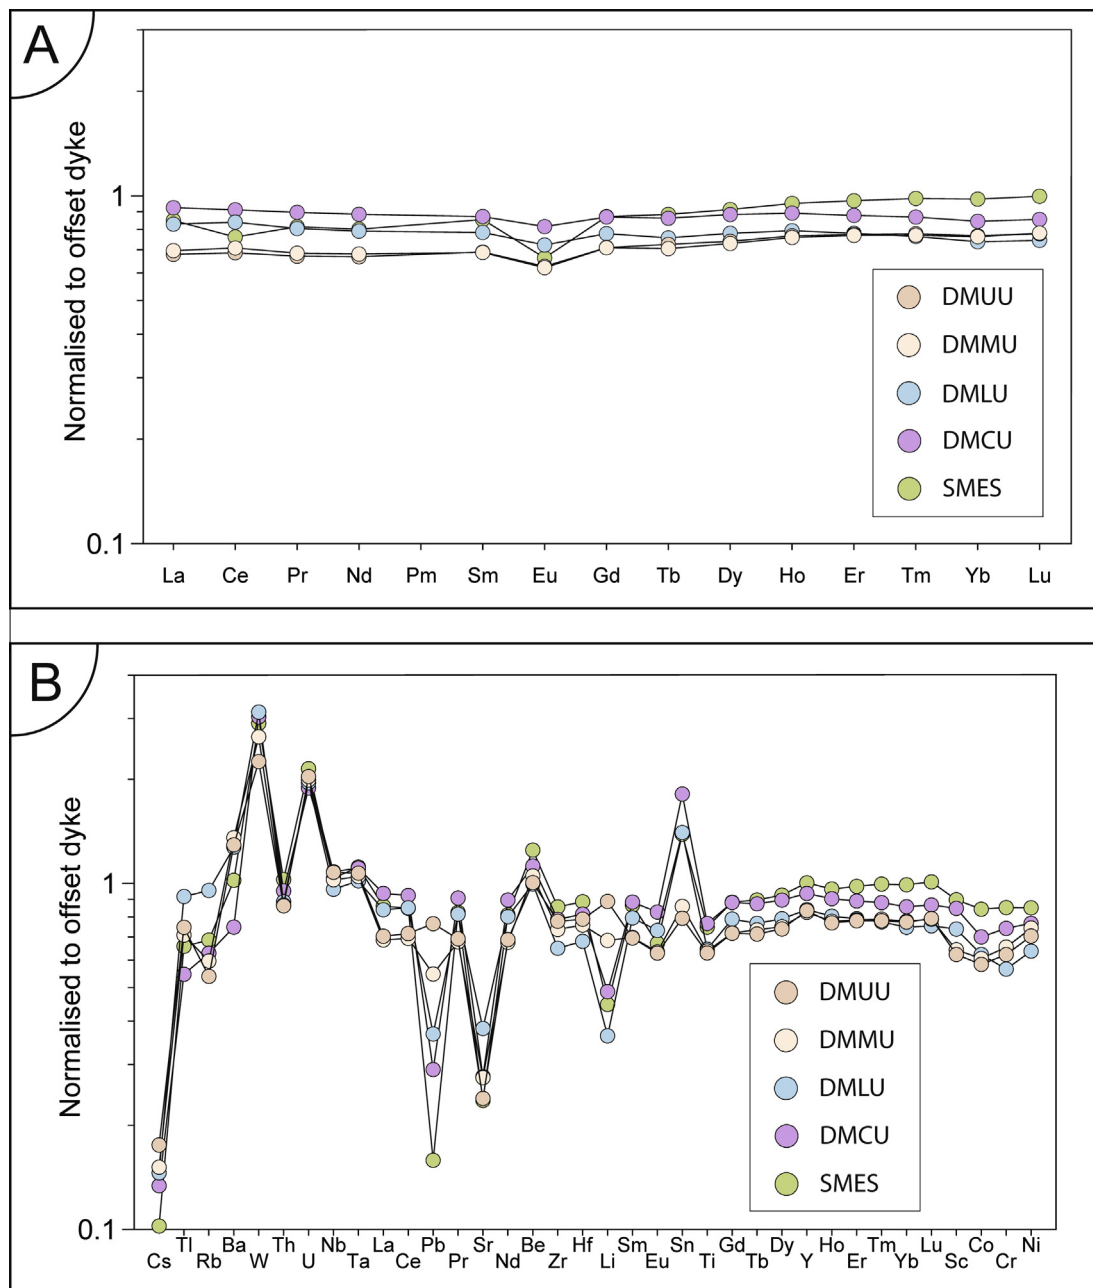 A
Normalised to offset dyke
1
0.1
DMUU
DMMU
DMLU
DMCU
SMES
La Ce Pr Nd Pm Sm Eu Gd Tb Dy Ho Er Tm Yb Lu
B
Normalised to offset dyke
1
0.1
DMUU
DMMU
DMLU
DMCU
SMES
Tl Ba Th Nb La Pb Sr Be Hf Sm Sn Gd Dy Ho Tm Lu Co Ni
Cs Rb W U Ta Ce Pr Nd Zr Li Eu Ti Tb Y Er Yb Sc Cr